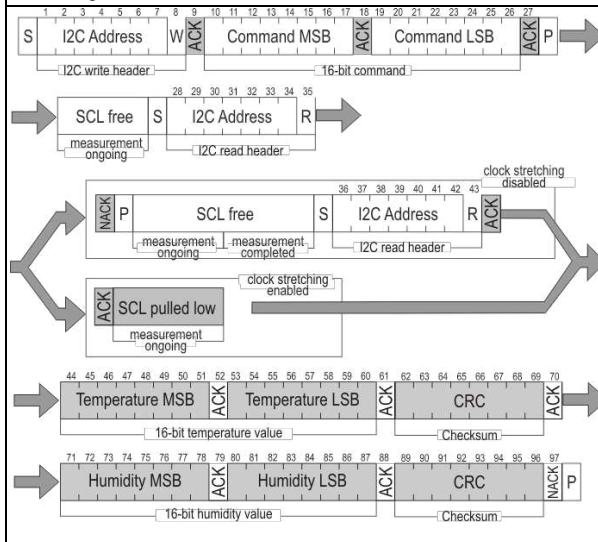 1 2 3 4 5 6 7 8 9 10 11 12 13 14 15 16 17 18 19 20 21 22 23 24 25 26 27
S I2C Address W ACK Command MSB ACK Command LSB ACK P
I2C write header 16-bit command
28 29 30 31 32 33 34 35
SCL free S I2C Address R
measurement ongoing I2C read header
clock stretching disabled
36 37 38 39 40 41 42 43
NACK P SCL free S I2C Address R ACK
measurement ongoing measurement completed I2C read header
clock stretching enabled
ACK SCL pulled low
measurement ongoing
44 45 46 47 48 49 50 51 52 53 54 55 56 57 58 59 60 61 62 63 64 65 66 67 68 69 70
Temperature MSB ACK Temperature LSB ACK CRC ACK
16-bit temperature value Checksum
71 72 73 74 75 76 77 78 79 80 81 82 83 84 85 86 87 88 89 90 91 92 93 94 95 96 97
Humidity MSB ACK Humidity LSB ACK CRC NACK P
16-bit humidity value Checksum